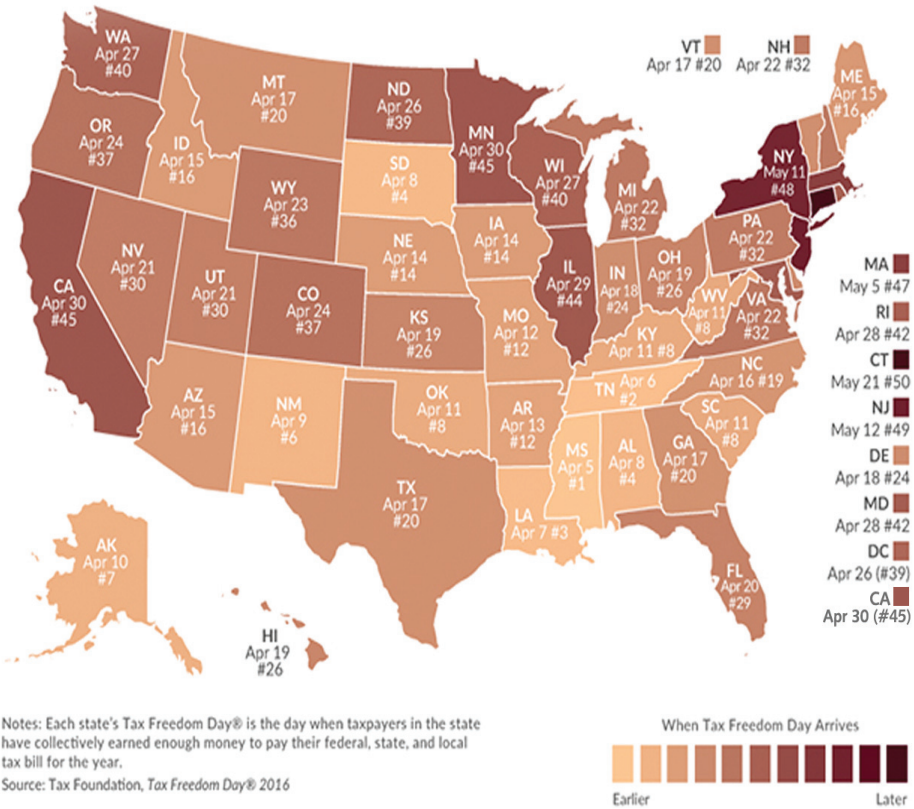 WA
Apr 27
#40
OR
Apr 24
#37
CA
Apr 30
#45
ID
Apr 15
#16
NV
Apr 21
#30
MT
Apr 17
#20
WY
Apr 23
#36
UT
Apr 21
#30
AZ
Apr 15
#16
CO
Apr 24
#37
NM
Apr 9
#6
ND
Apr 26
#39
SD
Apr 8
#4
NE
Apr 14
#14
KS
Apr 19
#26
OK
Apr 11
#8
TX
Apr 17
#20
MN
Apr 30
#45
IA
Apr 14
#14
MO
Apr 12
#12
AR
Apr 13
#12
LA
Apr 7 #3
WI
Apr 27
#40
IL
Apr 29
#44
MI
Apr 22
#32
IN
Apr 18
#24
OH
Apr 19
#26
KY
Apr 11 #8
TN Apr 6
#2
MS
Apr 5
#1
AL
Apr 8
#4
GA
Apr 17
#20
FL
Apr 20
#29
SC
Apr 11
#8
NC
Apr 16 #19
VA
Apr 22
#32
WV
Apr 11
#8
PA
Apr 22
#32
NY
May 11
#48
ME
Apr 15
#16
VT
Apr 17 #20
NH
Apr 22 #32
MA
May 5 #47
RI
Apr 28 #42
CT
May 21 #50
NJ
May 12 #49
DE
Apr 18 #24
MD
Apr 28 #42
DC
Apr 26 (#39)
CA
Apr 30 (#45)
AK
Apr 10
#7
HI
Apr 19
#26
Notes: Each state's Tax Freedom Day® is the day when taxpayers in the state
have collectively earned enough money to pay their federal, state, and local
tax bill for the year.
Source: Tax Foundation, Tax Freedom Day® 2016
When Tax Freedom Day Arrives
Earlier
Later